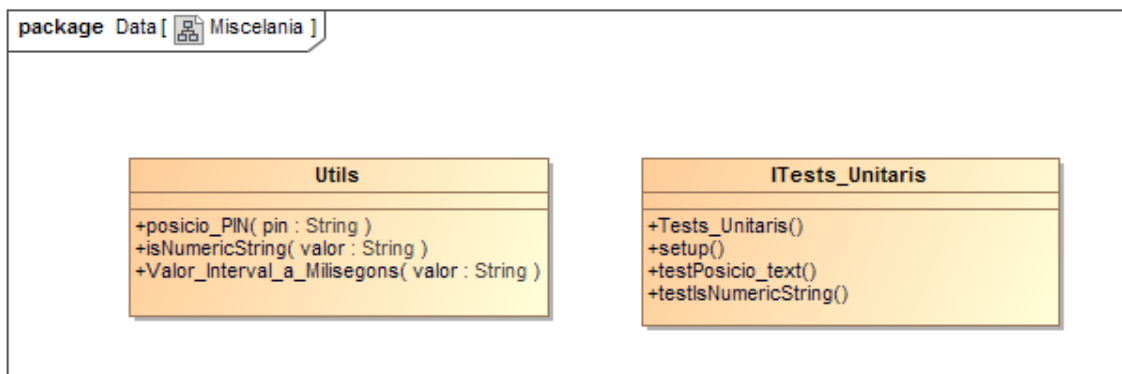 package Data [ Miscelania ]
Utils
+posicio_PIN( pin : String )
+isNumericString( valor : String )
+Valor_Interval_a_Milisegons( valor : String )
ITests_Unitaris
+Tests_Unitaris()
+setup()
+testPosicio_text()
+testIsNumericString()